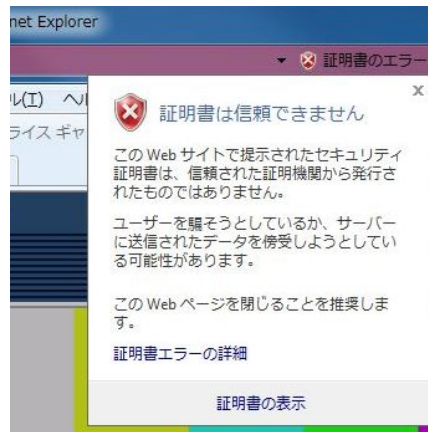 net Explorer
証明書のエラー
ル(I) ヘル
ライス ギャ
x
証明書は信頼できません
この Web サイトで提示されたセキュリティ
証明書は、信頼された証明機関から発行さ
れたものではありません。
ユーザーを騙そうとしているか、サーバー
に送信されたデータを傍受しようとしてい
る可能性があります。
この Web ページを閉じることを推奨しま
す。
証明書エラーの詳細
証明書の表示